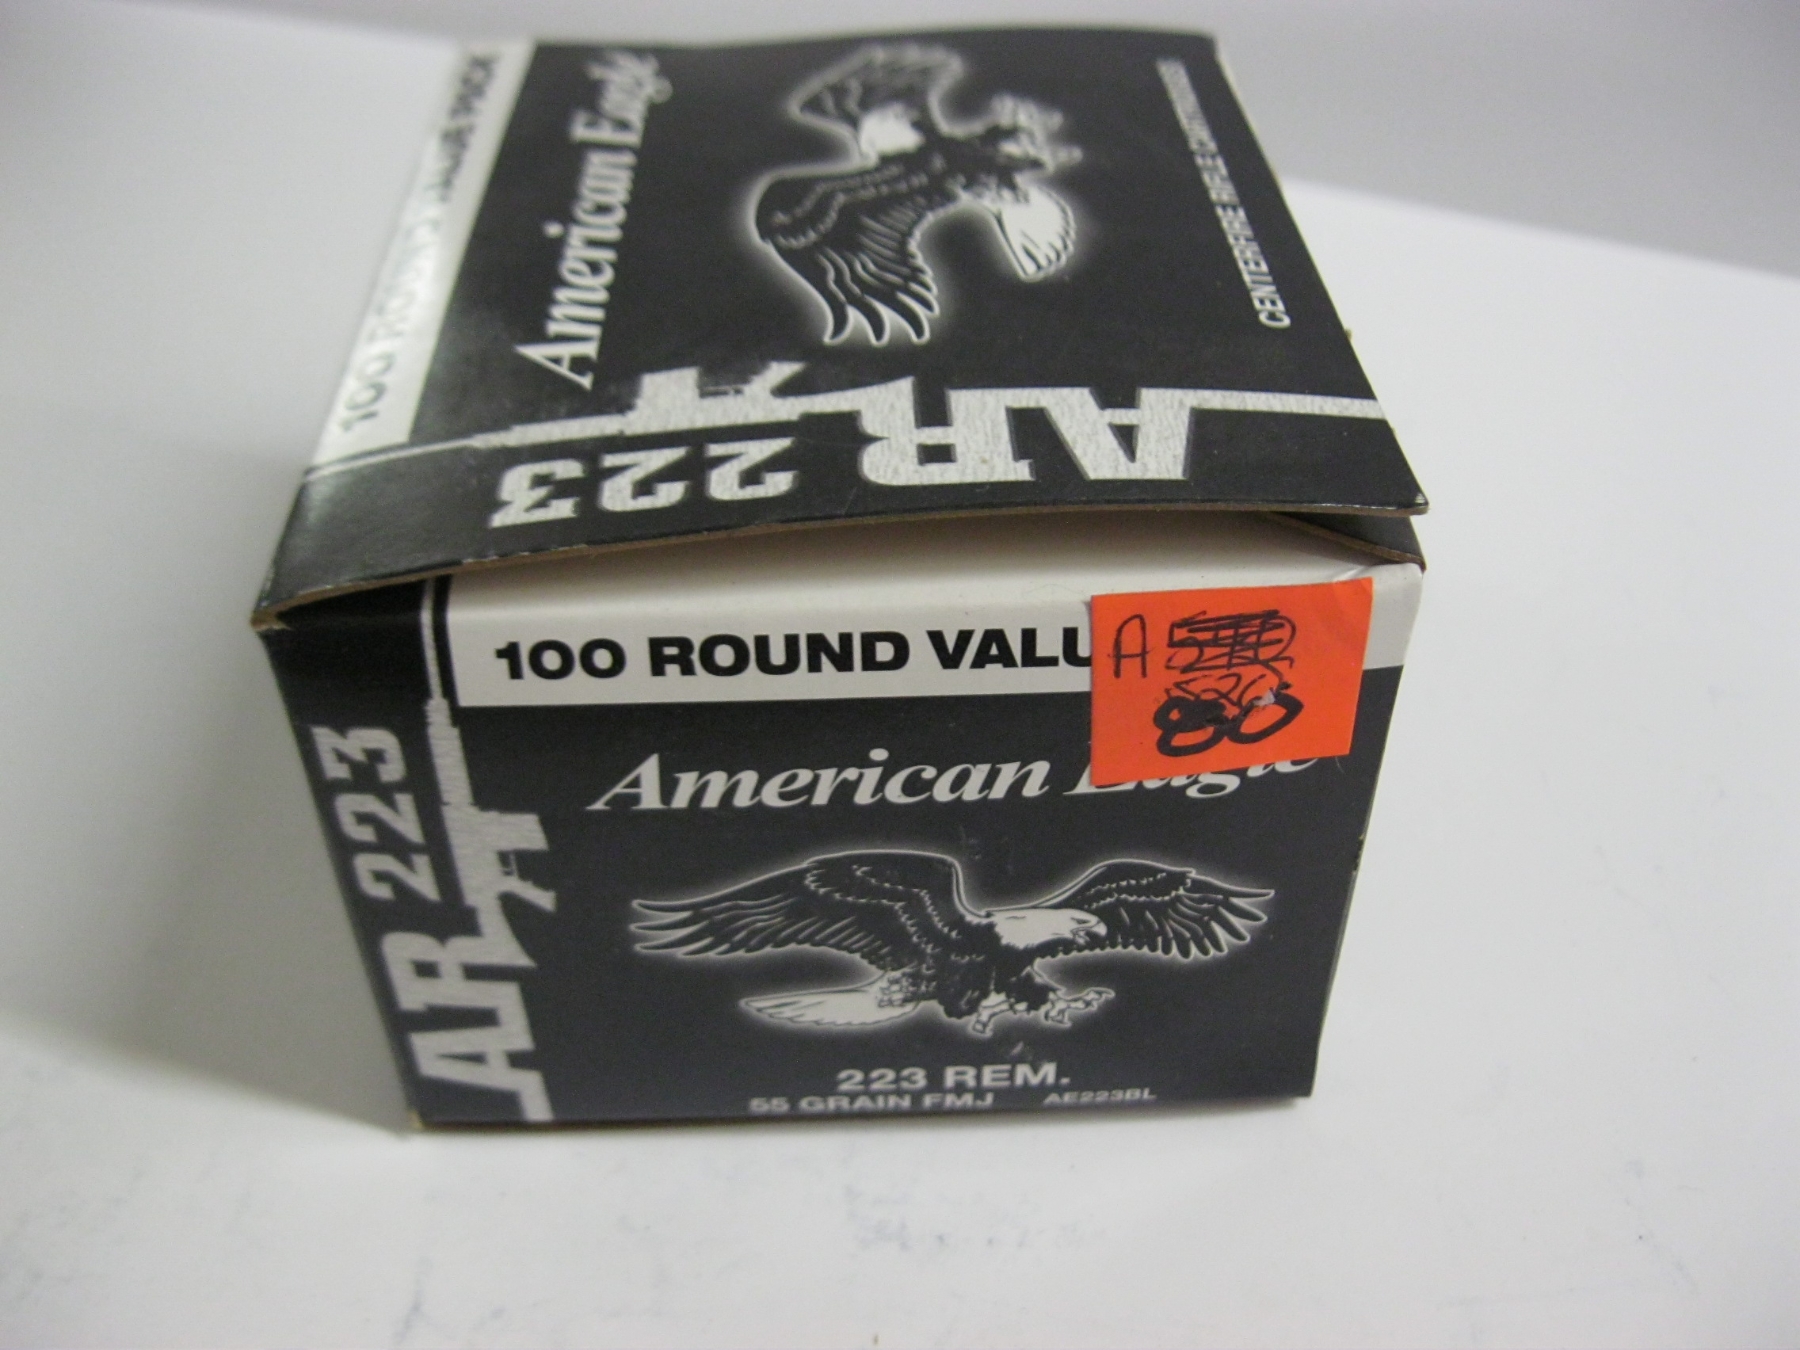 100 ROUND VALUE PACK
American Eagle
CENTERFIRE RIFLE CARTRIDGES
AR 223
100 ROUND VALU
A
80
American Eagle
AR 223
223 REM.
55 GRAIN FMJ AE223BL